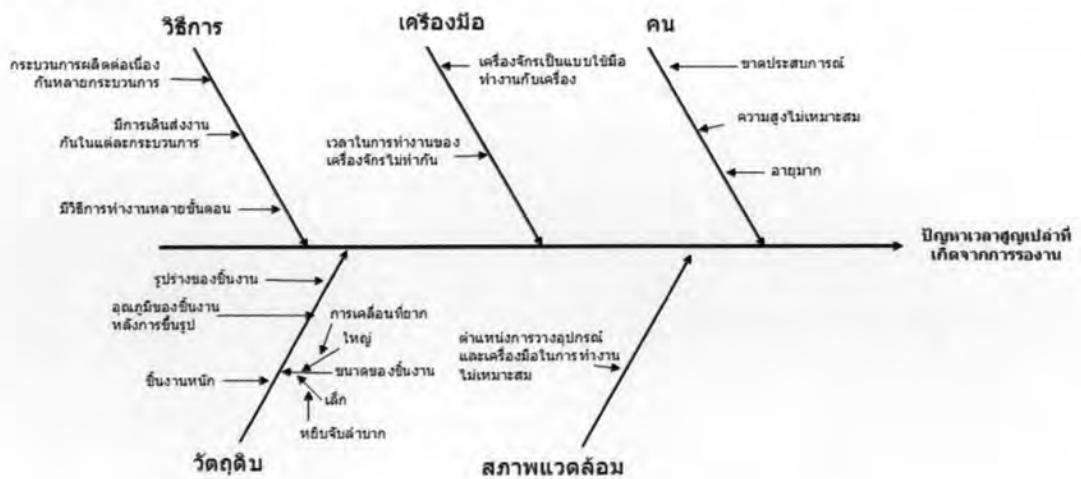 วิธีการ
เครื่องมือ
คน
กระบวนการผลิตต่อเนื่อง
กันหลายกระบวนการ
มีการเดินส่งงาน
กันในแต่ละกระบวนการ
มีวิธีการทำงานหลายขั้นตอน
เครื่องจักรเป็นแบบใช้มือ
ทำงานกับเครื่อง
เวลาในการทำงานของ
เครื่องจักรไม่เท่ากัน
ขาดประสบการณ์
ความสูงไม่เหมาะสม
อายุมาก
ปัญหาเวลาสูญเปล่าที่
เกิดจากการรองาน
รูปร่างของชิ้นงาน
อุณภูมิของชิ้นงาน
หลังการขึ้นรูป
ชิ้นงานหนัก
การเคลื่อนที่ยาก
ใหญ่
ขนาดของชิ้นงาน
เล็ก
หยิบจับลำบาก
ตำแหน่งการวางอุปกรณ์
และเครื่องมือในการทำงาน
ไม่เหมาะสม
วัตถุดิบ
สภาพแวดล้อม